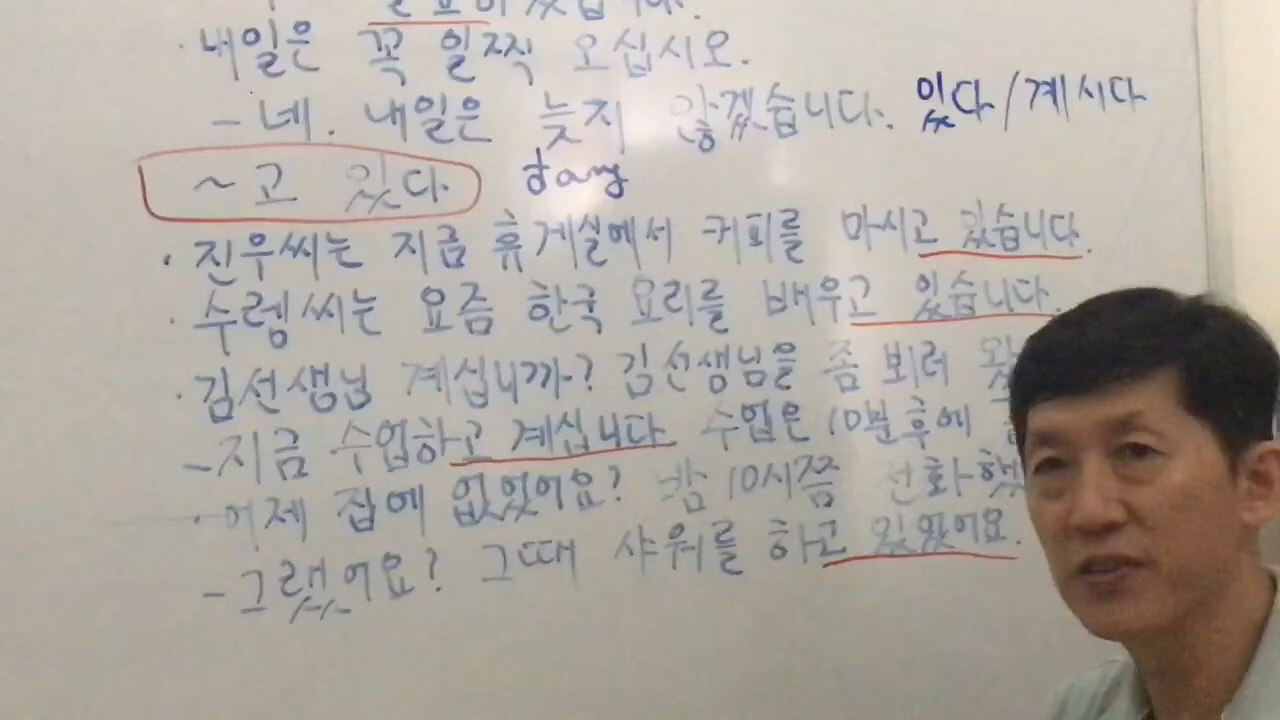 · 내일은 꼭 일찍 오십시오.
- 네. 내일은 늦지 않겠습니다. 있다/계시다
~고 있다 đang
· 진우씨는 지금 휴게실에서 커피를 마시고 있습니다.
· 수렝씨는 요즘 한국 요리를 배우고 있습니다.
· 김선생님 계십니까? 김선생님을 좀 뵈러
- 지금 수업하고 계십니다 수업은 10분후에
· 어제 집에 없었어요? 밤 10시쯤 전화했
- 그랬어요? 그때 샤워를 하고 있었어요.